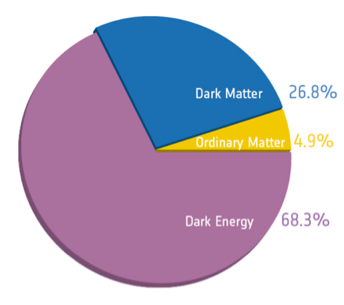 Dark Matter 26.8%
Ordinary Matter 4.9%
Dark Energy 68.3%